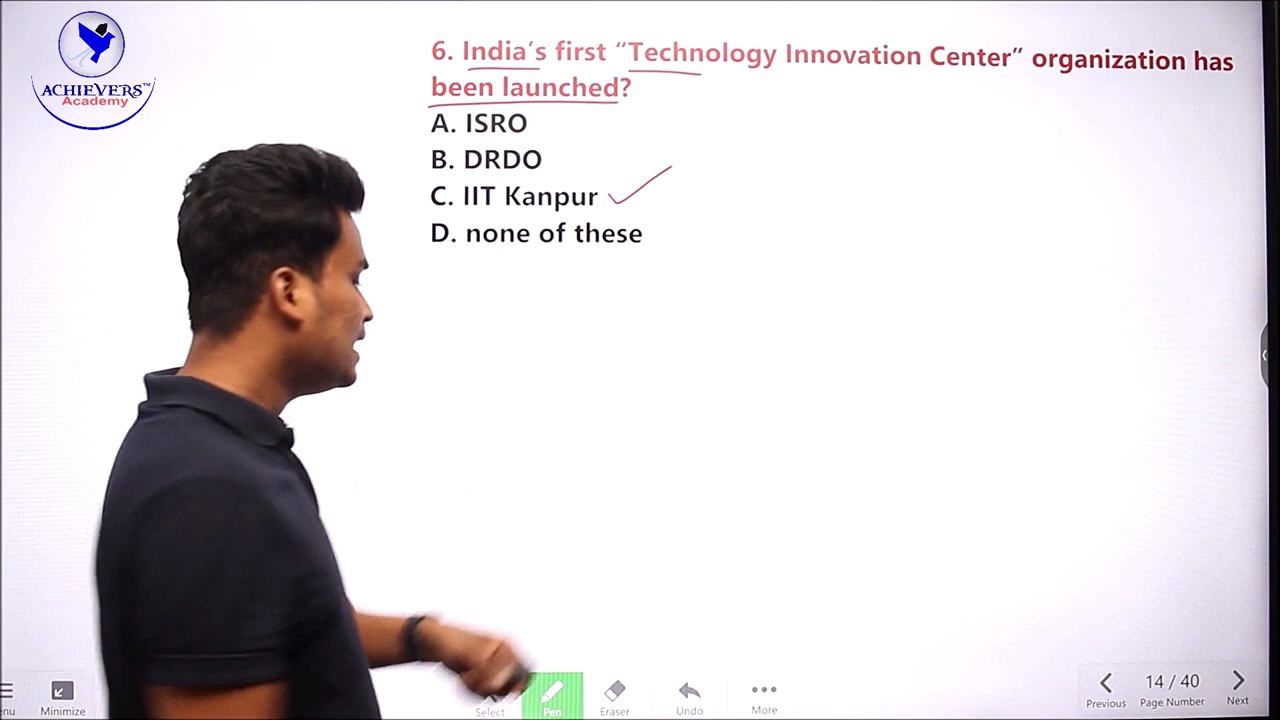 ACHIEVERS™
Academy
6. India’s first “Technology Innovation Center” organization has
been launched?
A. ISRO
B. DRDO
C. IIT Kanpur
D. none of these
enu
Minimize
Select
Pen
Eraser
Undo
More
Previous
14 / 40
Page Number
Next